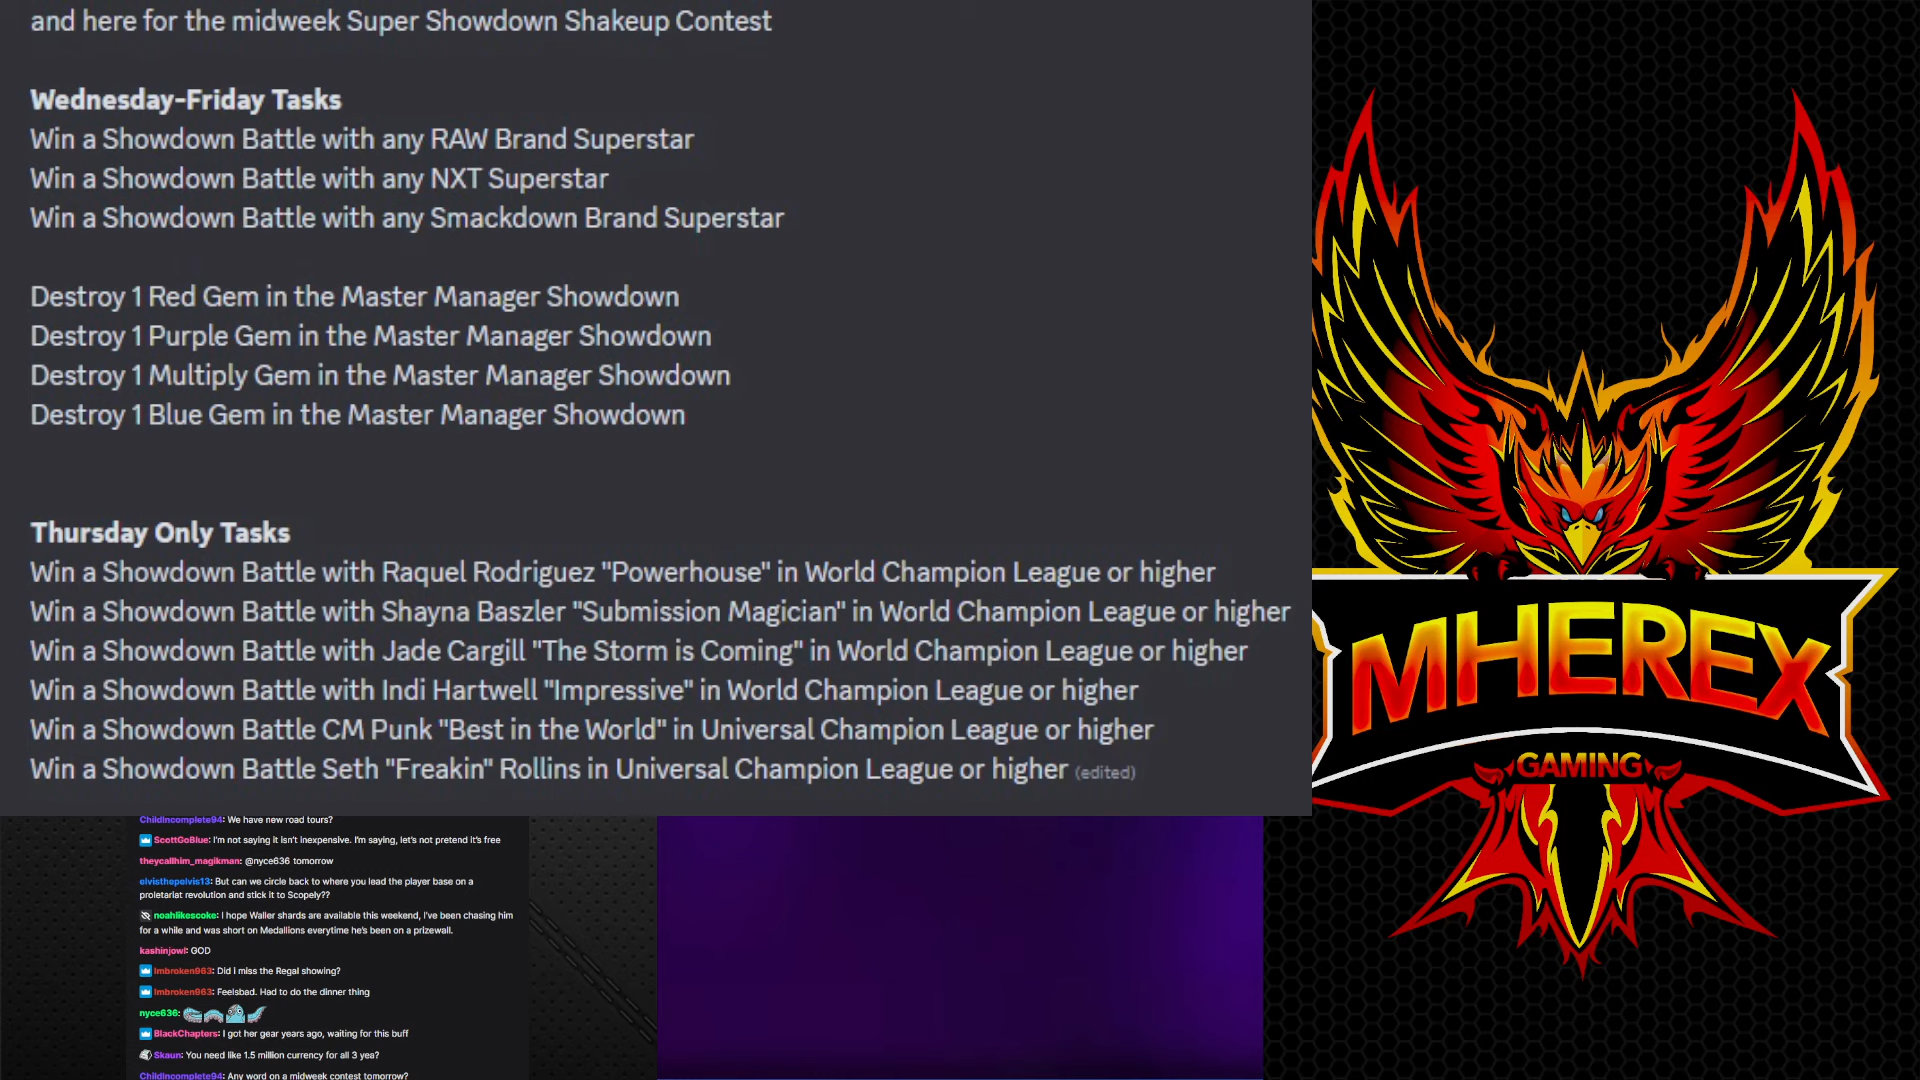 and here for the midweek Super Showdown Shakeup Contest
Wednesday-Friday Tasks
Win a Showdown Battle with any RAW Brand Superstar
Win a Showdown Battle with any NXT Superstar
Win a Showdown Battle with any Smackdown Brand Superstar
Destroy 1 Red Gem in the Master Manager Showdown
Destroy 1 Purple Gem in the Master Manager Showdown
Destroy 1 Multiply Gem in the Master Manager Showdown
Destroy 1 Blue Gem in the Master Manager Showdown
Thursday Only Tasks
Win a Showdown Battle with Raquel Rodriguez "Powerhouse" in World Champion League or higher
Win a Showdown Battle with Shayna Baszler "Submission Magician" in World Champion League or higher
Win a Showdown Battle with Jade Cargill "The Storm is Coming" in World Champion League or higher
Win a Showdown Battle with Indi Hartwell "Impressive" in World Champion League or higher
Win a Showdown Battle CM Punk "Best in the World" in Universal Champion League or higher
Win a Showdown Battle Seth "Freakin" Rollins in Universal Champion League or higher (edited)
MHEREX
GAMING
ChildIncomplete94: We have new road tours?
ScottGoBlue: I'm not saying it isn't inexpensive. I'm saying, let's not pretend it's free
theycallhim_magikman: @nyce636 tomorrow
elvisthepelvis13: But can we circle back to where you lead the player base on a
proletariat revolution and stick it to Scopely??
noahlikescoke: I hope Waller shards are available this weekend, I've been chasing him
for a while and was short on Medallions everytime he's been on a prizewall.
kashinjowl: GOD
Imbroken963: Did i miss the Regal showing?
Imbroken963: Feelsbad. Had to do the dinner thing
nyce636:
BlackChapters: I got her gear years ago, waiting for this buff
Skaun: You need like 1.5 million currency for all 3 yea?
ChildIncomplete94: Any word on a midweek contest tomorrow?